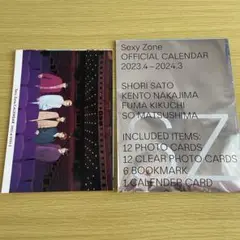 Sexy Zone
OFFICIAL CALENDAR
2023.4－2024.3
SHORI SATO
KENTO NAKAJIMA
FUMA KIKUCHI
SO MATSUSHIMA
INCLUDED ITEMS:
12 PHOTO CARDS
12 CLEAR PHOTO CARDS
6 BOOKMARK
1 CALENDER CARD
SZ